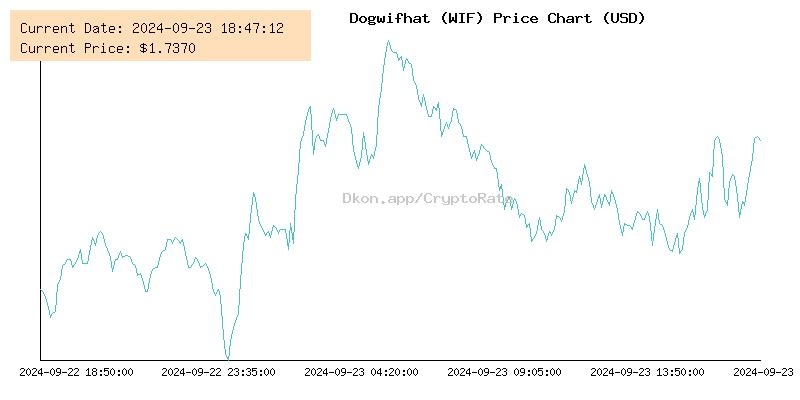 Dogwifhat (WIF) Price Chart (USD)
Current Date: 2024-09-23 18:47:12
Current Price: $1.7370
Dkon.app/CryptoRate
2024-09-22 18:50:00 2024-09-22 23:35:00 2024-09-23 04:20:00 2024-09-23 09:05:00 2024-09-23 13:50:00 2024-09-23